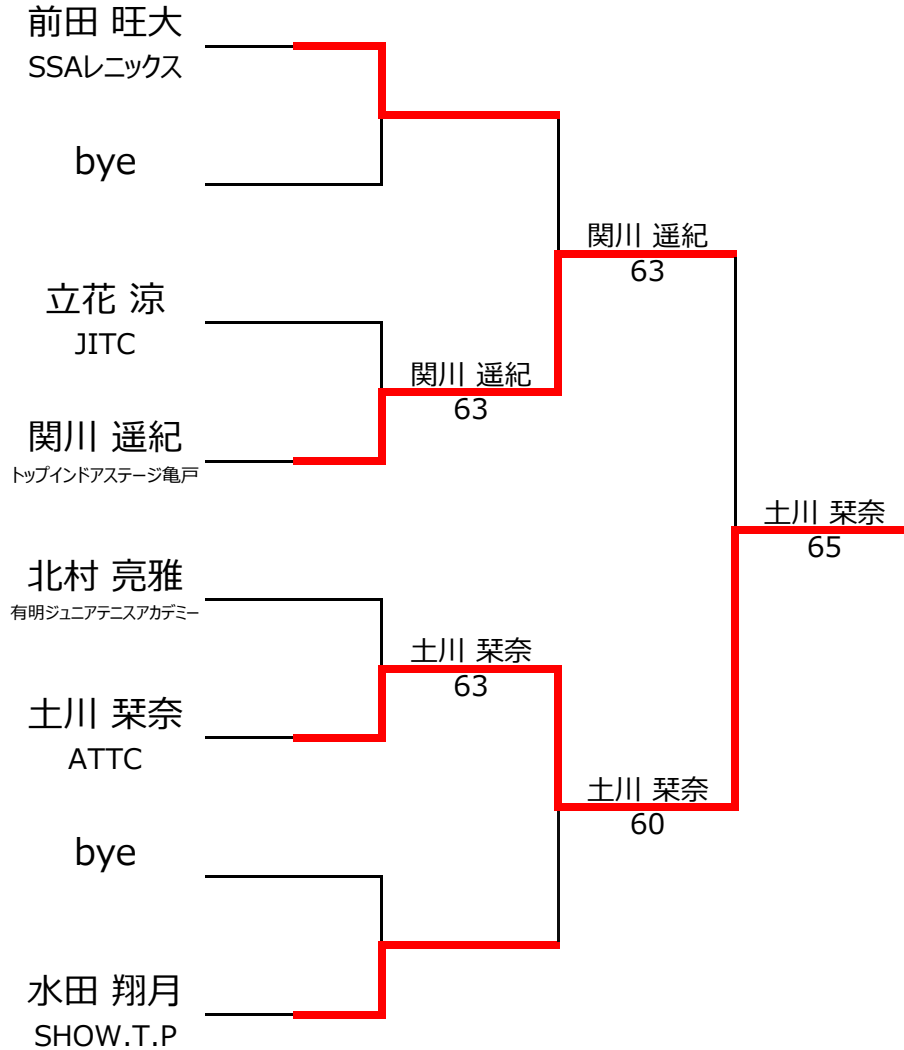 前田 旺大
SSAレニックス
bye
立花 涼
JITC
関川 遥紀
トップインドアステージ亀戸
北村 亮雅
有明ジュニアテニスアカデミー
土川 栞奈
ATTC
bye
水田 翔月
SHOW.T.P
関川 遥紀
63
土川 栞奈
63
関川 遥紀
63
土川 栞奈
60
土川 栞奈
65